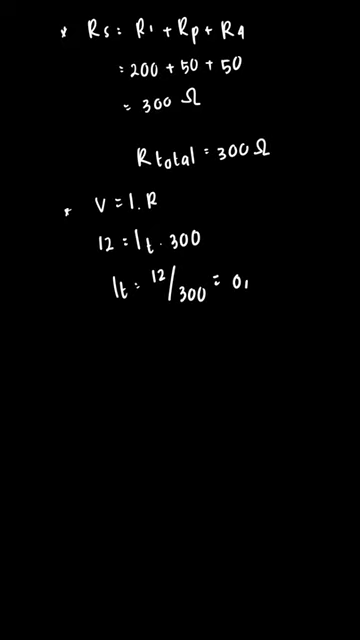 * Rs = R1 + Rp + R4
= 200 + 50 + 50
= 300 Ω
Rtotal = 300 Ω
* V = I . R
12 = It . 300
It = 12/300 = 0,